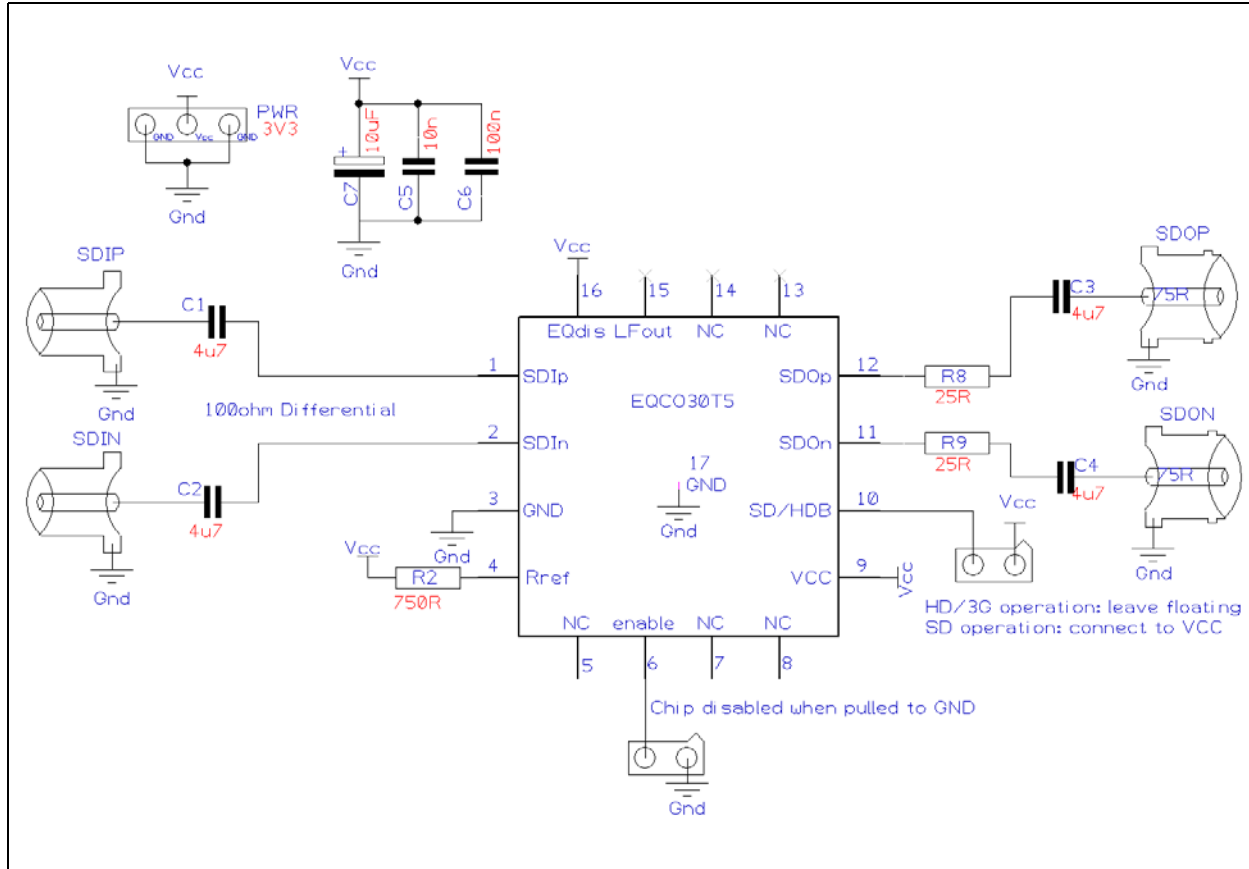 Vcc
PWR
3V3
GND
Vcc
GND
Gnd
Vcc
10uF
10n
100n
+
C7
C5
C6
Gnd
SDIP
C1
4u7
Gnd
100ohm Differential
SDIN
C2
4u7
Gnd
Vcc
16
15
14
13
EQdis
LFout
NC
NC
1
SDIp
2
SDIn
3
GND
Gnd
Vcc
R2
750R
4
Rref
EQCO30T5
17
GND
Gnd
SDOp
12
R8
25R
SDOn
11
R9
25R
SD/HDB
10
VCC
9
Vcc
NC
enable
NC
NC
5
6
7
8
Chip disabled when pulled to GND
Gnd
C3
4u7
SDOP
75R
Gnd
C4
4u7
SDON
75R
Gnd
Vcc
HD/3G operation: leave floating
SD operation: connect to VCC